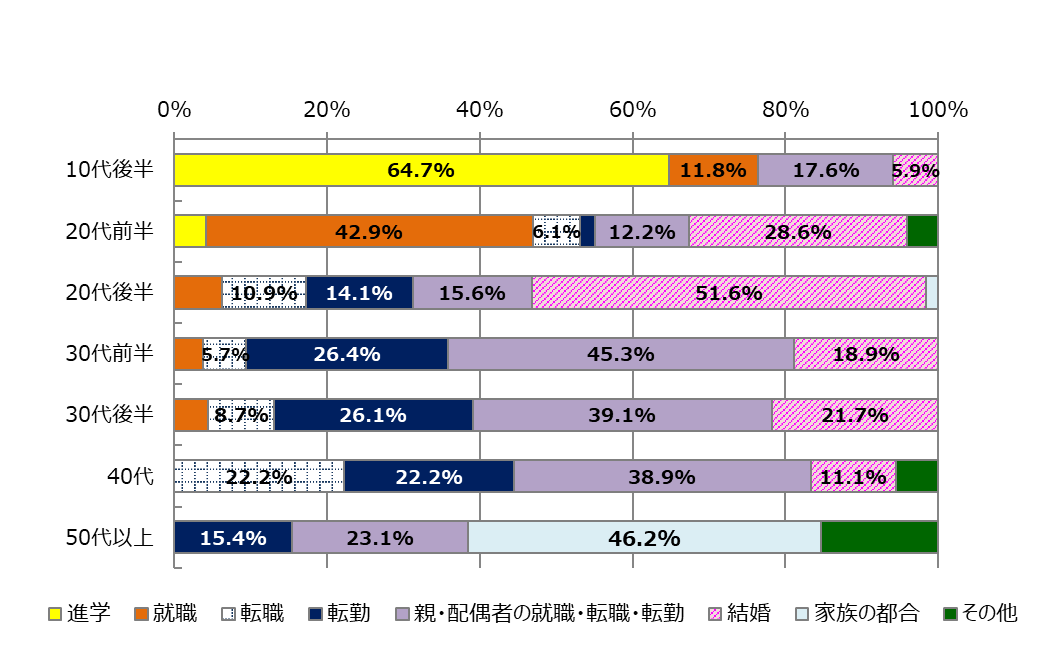 0% 20% 40% 60% 80% 100%
10代後半 64.7% 11.8% 17.6% 5.9%
20代前半 42.9% 6.1% 12.2% 28.6%
20代後半 10.9% 14.1% 15.6% 51.6%
30代前半 5.7% 26.4% 45.3% 18.9%
30代後半 8.7% 26.1% 39.1% 21.7%
40代 22.2% 22.2% 38.9% 11.1%
50代以上 15.4% 23.1% 46.2%
進学 就職 転職 転勤 親・配偶者の就職・転職・転勤 結婚 家族の都合 その他